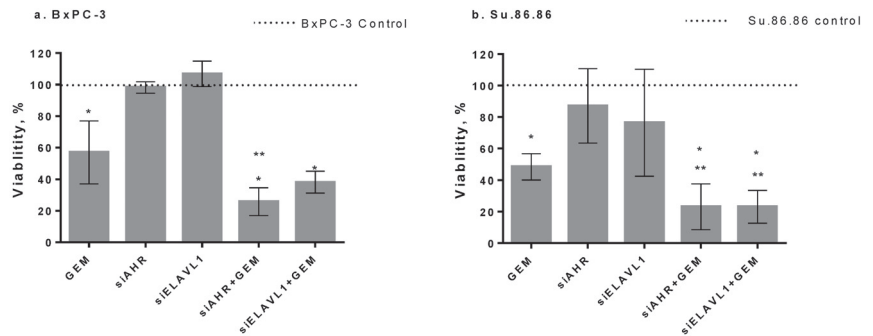 a. BxPC-3
BxPC-3 Control
Viablitity, %
120
100
80
60
40
20
0
*
**
*
*
GEM
siAHR
siELAVL1
siAHR+GEM
siELAVL1+GEM
b. Su.86.86
Su.86.86 control
Viablitity, %
120
100
80
60
40
20
0
*
*
**
*
**
GEM
siAHR
siELAVL1
siAHR+GEM
siELAVL1+GEM